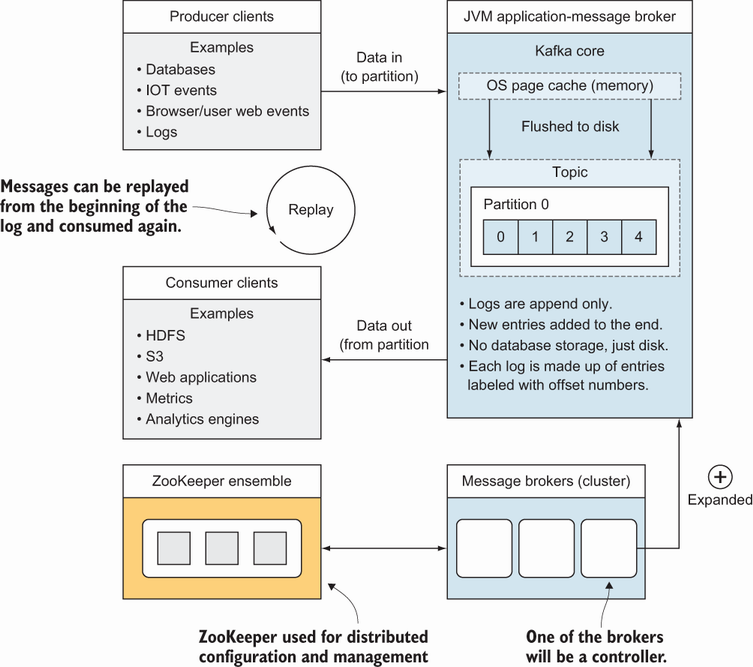 Producer clients
Examples
• Databases
• IOT events
• Browser/user web events
• Logs
Data in
(to partition)
JVM application-message broker
Kafka core
OS page cache (memory)
Flushed to disk
Topic
Partition 0
0 1 2 3 4
• Logs are append only.
• New entries added to the end.
• No database storage, just disk.
• Each log is made up of entries
labeled with offset numbers.
Messages can be replayed
from the beginning of the
log and consumed again.
Replay
Consumer clients
Examples
• HDFS
• S3
• Web applications
• Metrics
• Analytics engines
Data out
(from partition
ZooKeeper ensemble
Message brokers (cluster)
+
Expanded
ZooKeeper used for distributed
configuration and management
One of the brokers
will be a controller.